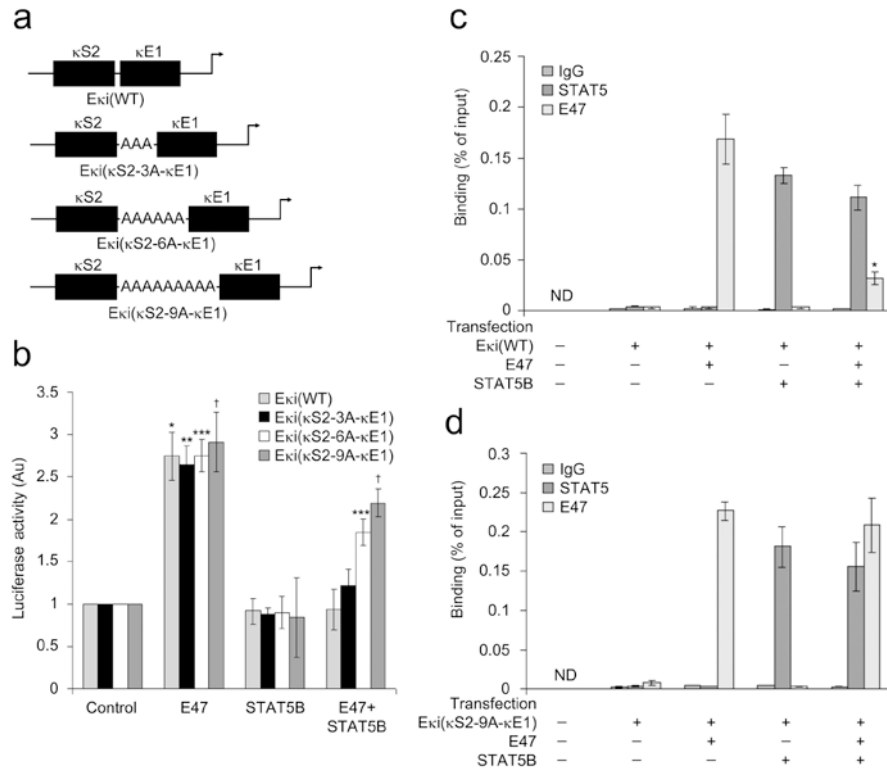 a
κS2 κE1
Eκi(WT)
κS2 κE1
AAA
Eκi(κS2-3A-κE1)
κS2 κE1
AAAAAA
Eκi(κS2-6A-κE1)
κS2 κE1
AAAAAAAAA
Eκi(κS2-9A-κE1)
b
Luciferase activity (Au)
3.5
3
2.5
2
1.5
1
0.5
0
Eκi(WT)
Eκi(κS2-3A-κE1)
Eκi(κS2-6A-κE1)
Eκi(κS2-9A-κE1)
* ** *** †
*** †
Control E47 STAT5B E47+
STAT5B
c
Binding (% of input)
0.25
0.2
0.15
0.1
0.05
0
IgG
STAT5
E47
ND
*
Transfection
Eκi(WT) – + + + +
E47 – – + – +
STAT5B – – – + +
d
Binding (% of input)
0.3
0.25
0.2
0.15
0.1
0.05
0
IgG
STAT5
E47
ND
Transfection
Eκi(κS2-9A-κE1) – + + + +
E47 – – + – +
STAT5B – – – + +